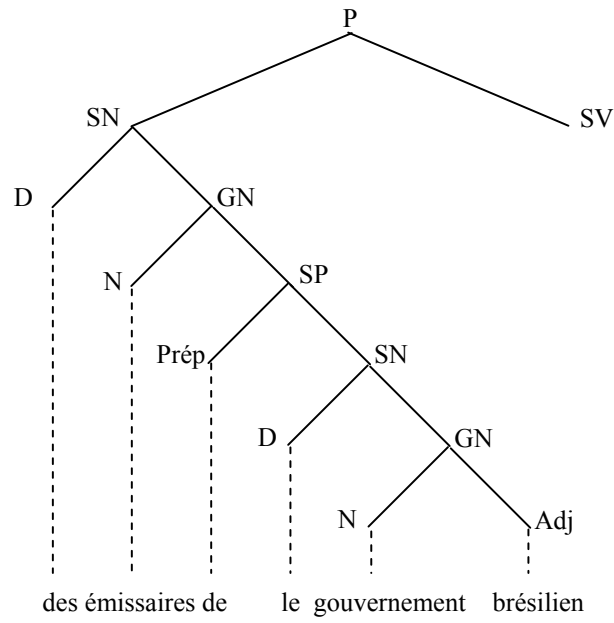 P
SN SV
D GN
N SP
Prép SN
D GN
N Adj
des émissaires de le gouvernement brésilien